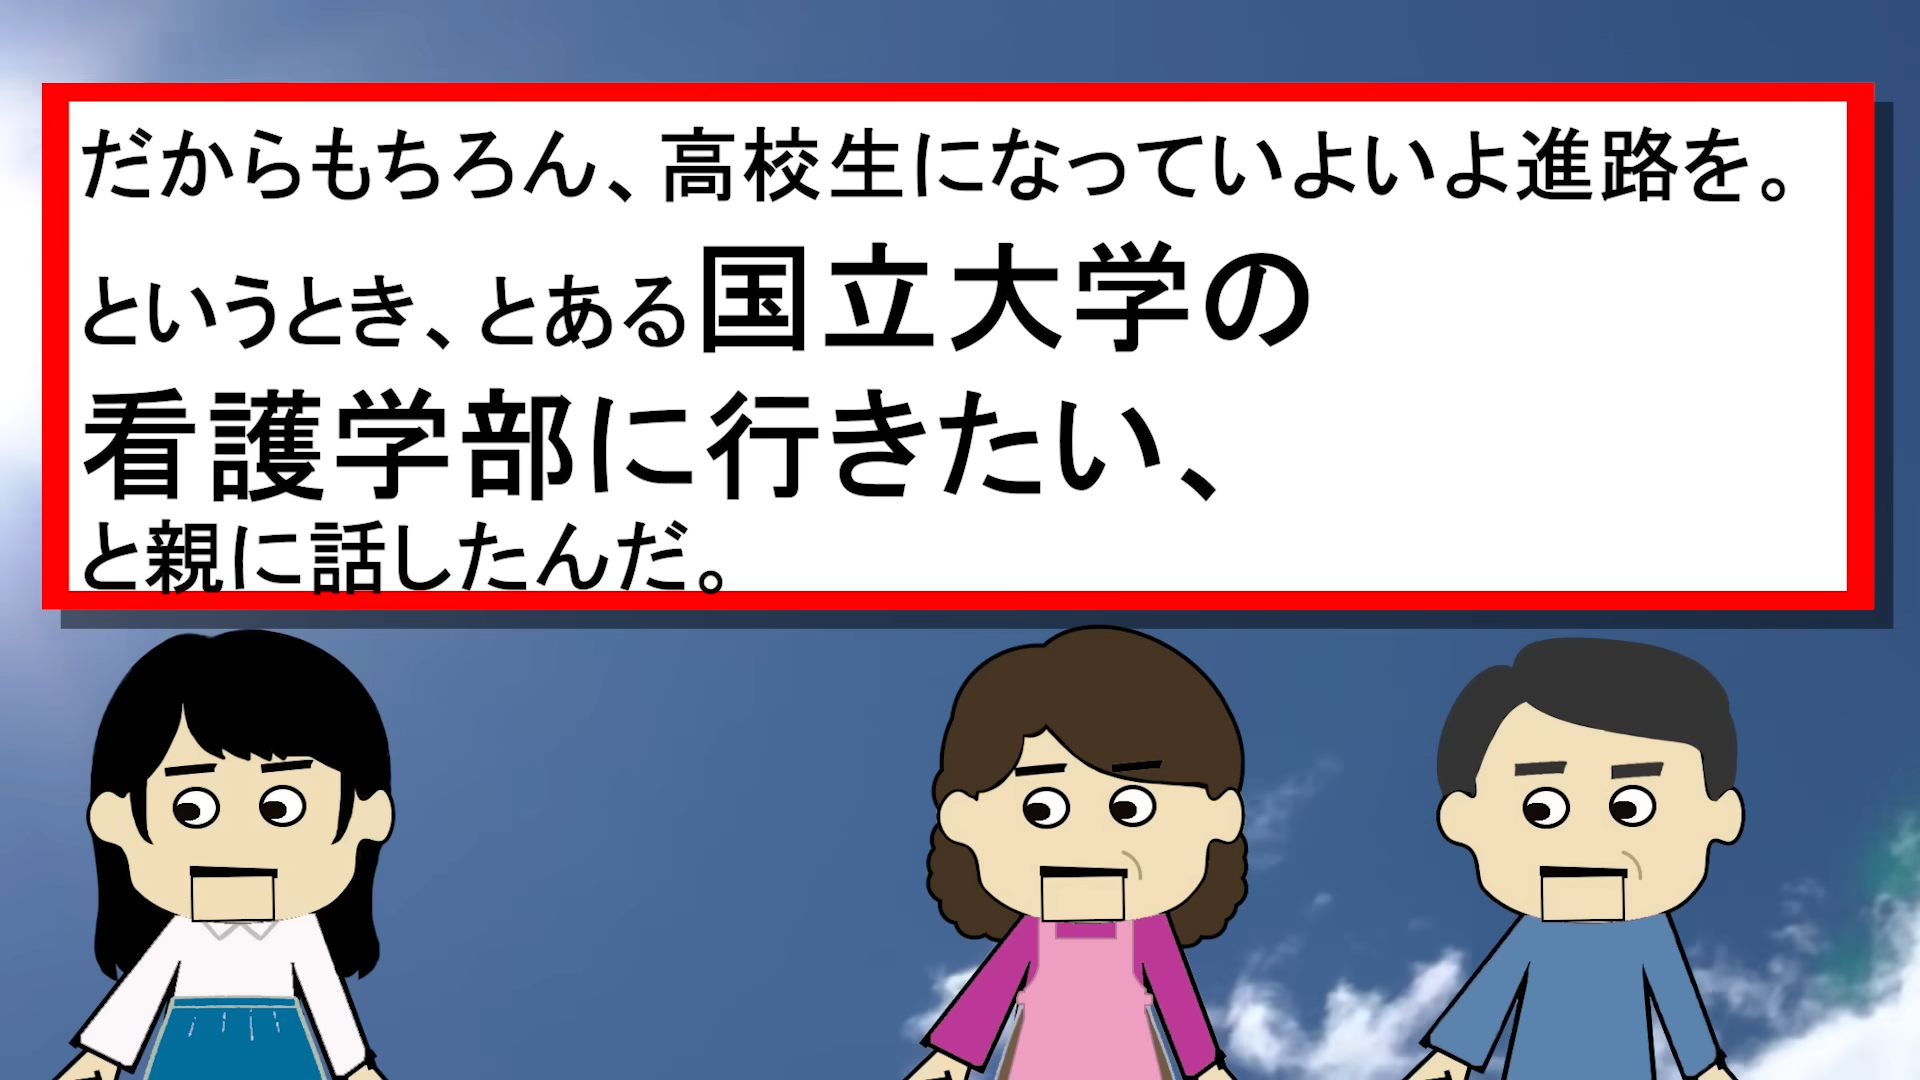 だからもちろん、高校生になっていよいよ進路を。
というとき、とある国立大学の
看護学部に行きたい、
と親に話したんだ。